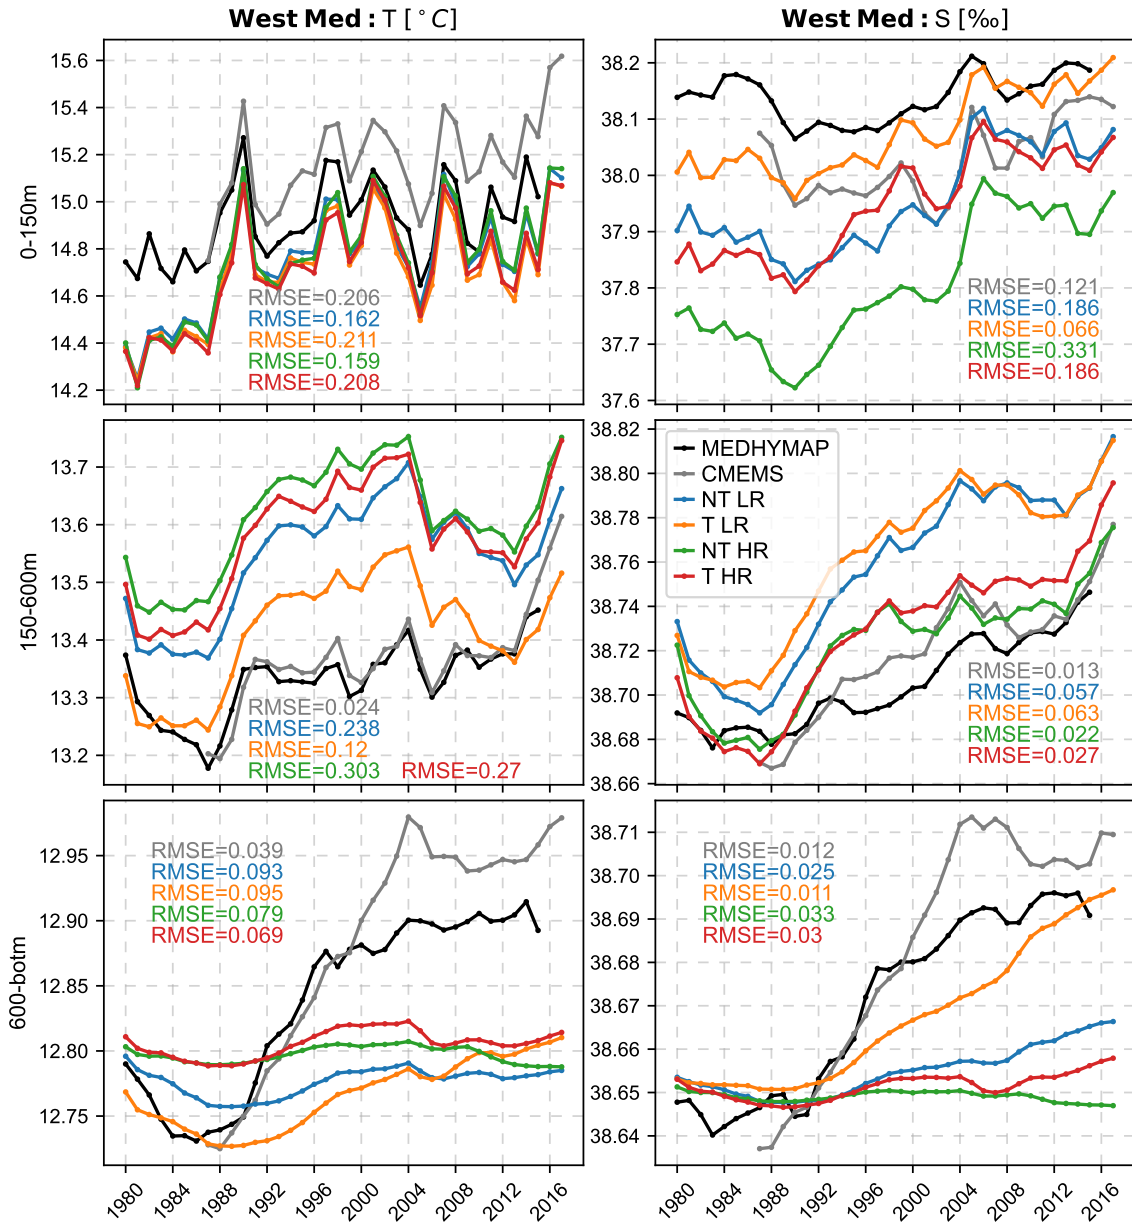 West Med : T [°C]
West Med : S [‰]
0-150m
15.6
15.4
15.2
15.0
14.8
14.6
14.4
14.2
RMSE=0.206
RMSE=0.162
RMSE=0.211
RMSE=0.159
RMSE=0.208
38.2
38.1
38.0
37.9
37.8
37.7
37.6
RMSE=0.121
RMSE=0.186
RMSE=0.066
RMSE=0.331
RMSE=0.186
150-600m
13.7
13.6
13.5
13.4
13.3
13.2
RMSE=0.024
RMSE=0.238
RMSE=0.12
RMSE=0.303 RMSE=0.27
38.82
38.80
38.78
38.76
38.74
38.72
38.70
38.68
38.66
MEDHYMAP
CMEMS
NT LR
T LR
NT HR
T HR
RMSE=0.013
RMSE=0.057
RMSE=0.063
RMSE=0.022
RMSE=0.027
600-botm
12.95
12.90
12.85
12.80
12.75
RMSE=0.039
RMSE=0.093
RMSE=0.095
RMSE=0.079
RMSE=0.069
38.71
38.70
38.69
38.68
38.67
38.66
38.65
38.64
RMSE=0.012
RMSE=0.025
RMSE=0.011
RMSE=0.033
RMSE=0.03
1980 1984 1988 1992 1996 2000 2004 2008 2012 2016
1980 1984 1988 1992 1996 2000 2004 2008 2012 2016